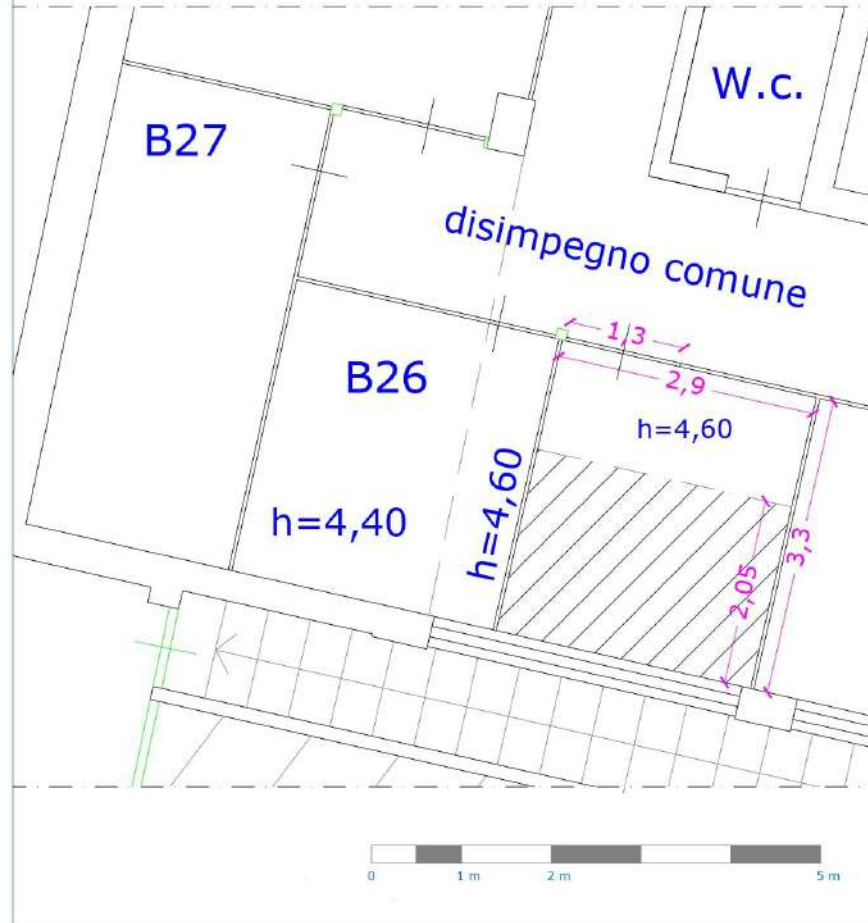 W.c.
B27
disimpegno comune
1,3
B26
2,9
h=4,60
h=4,60
h=4,40
3,3
2,05
0 1 m 2 m 5 m